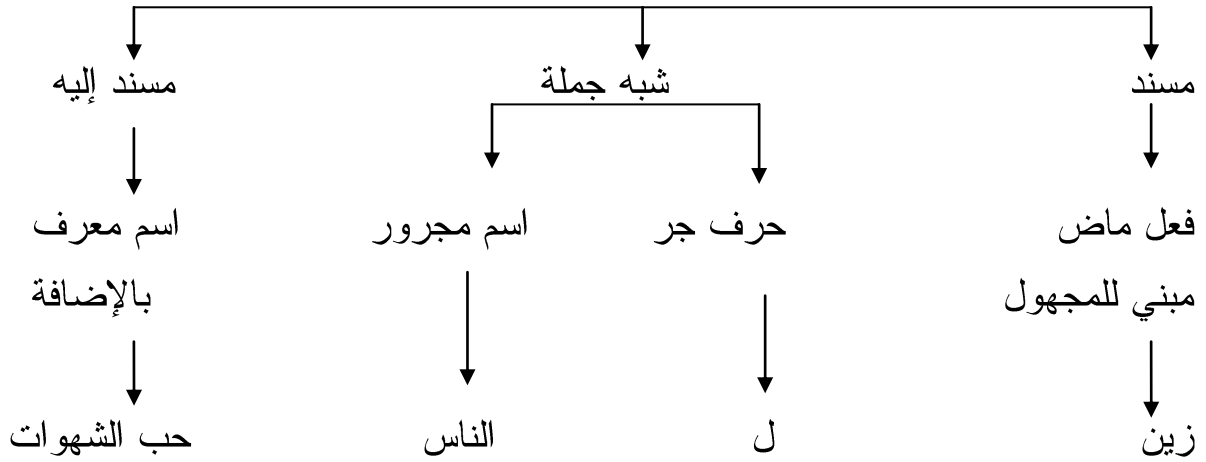 مسند شبه جملة مسند إليه
فعل ماض حرف جر اسم مجرور اسم معرف
مبني للمجهول بالإضافة
زين ل الناس حب الشهوات